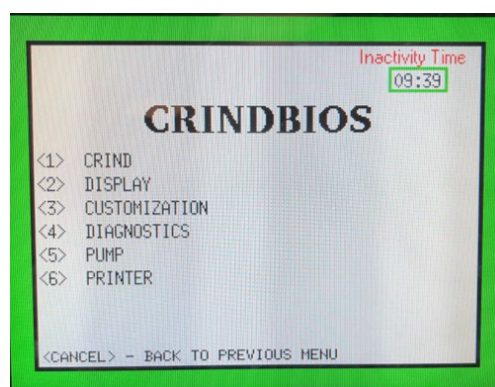 Inactivity Time
09:39
CRINDBIOS
<1> CRIND
<2> DISPLAY
<3> CUSTOMIZATION
<4> DIAGNOSTICS
<5> PUMP
<6> PRINTER
<CANCEL> - BACK TO PREVIOUS MENU